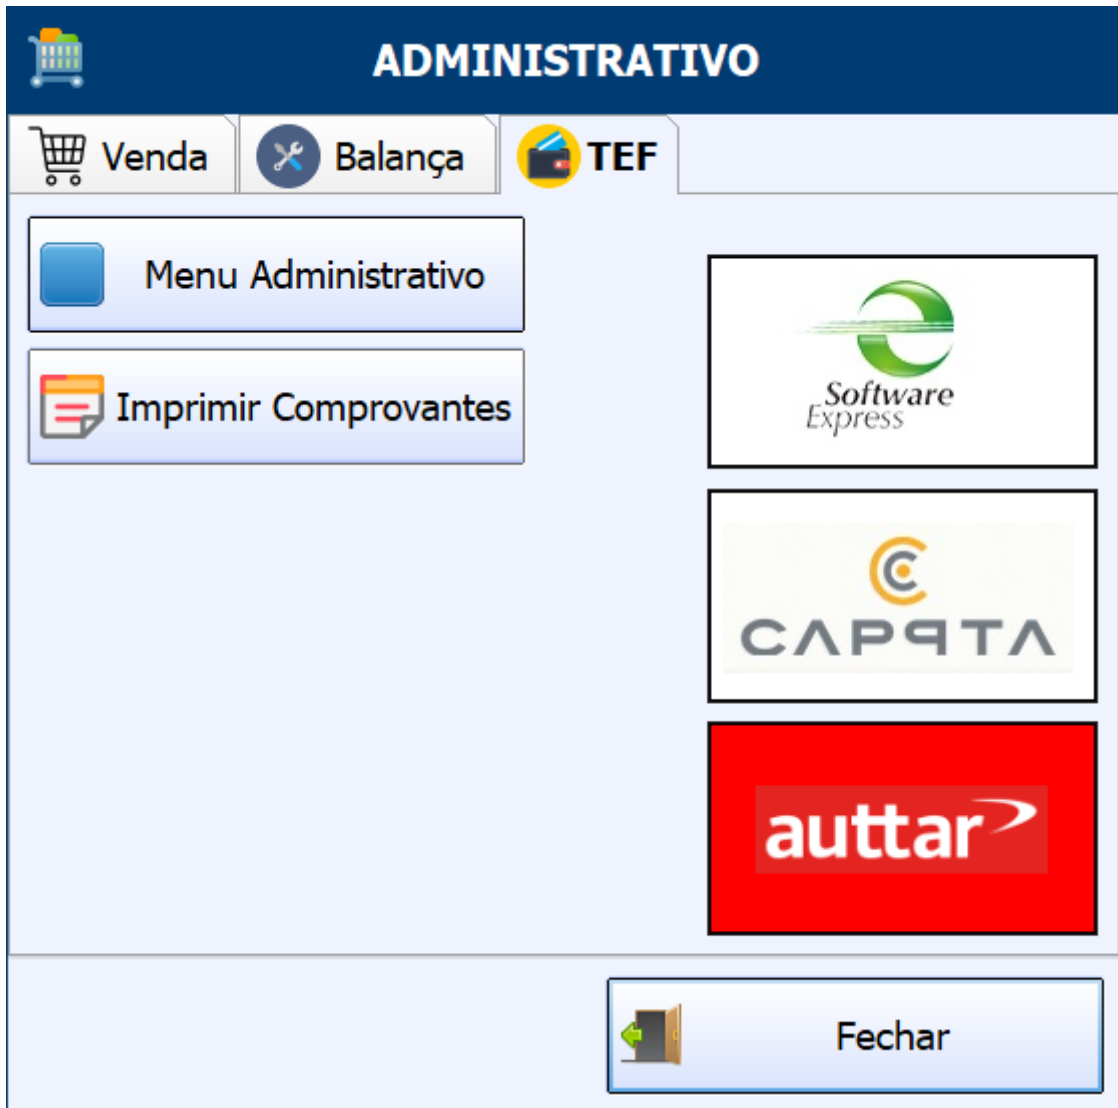 ADMINISTRATIVO
Venda
Balança
TEF
Menu Administrativo
Imprimir Comprovantes
Software
Express
CAPPTA
auttar
Fechar